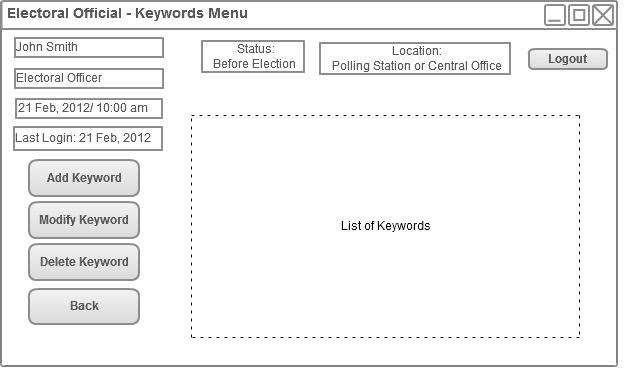 Electoral Official - Keywords Menu
John Smith
Electoral Officer
21 Feb, 2012/ 10:00 am
Last Login: 21 Feb, 2012
Status:
Before Election
Location:
Polling Station or Central Office
Logout
Add Keyword
Modify Keyword
Delete Keyword
Back
List of Keywords